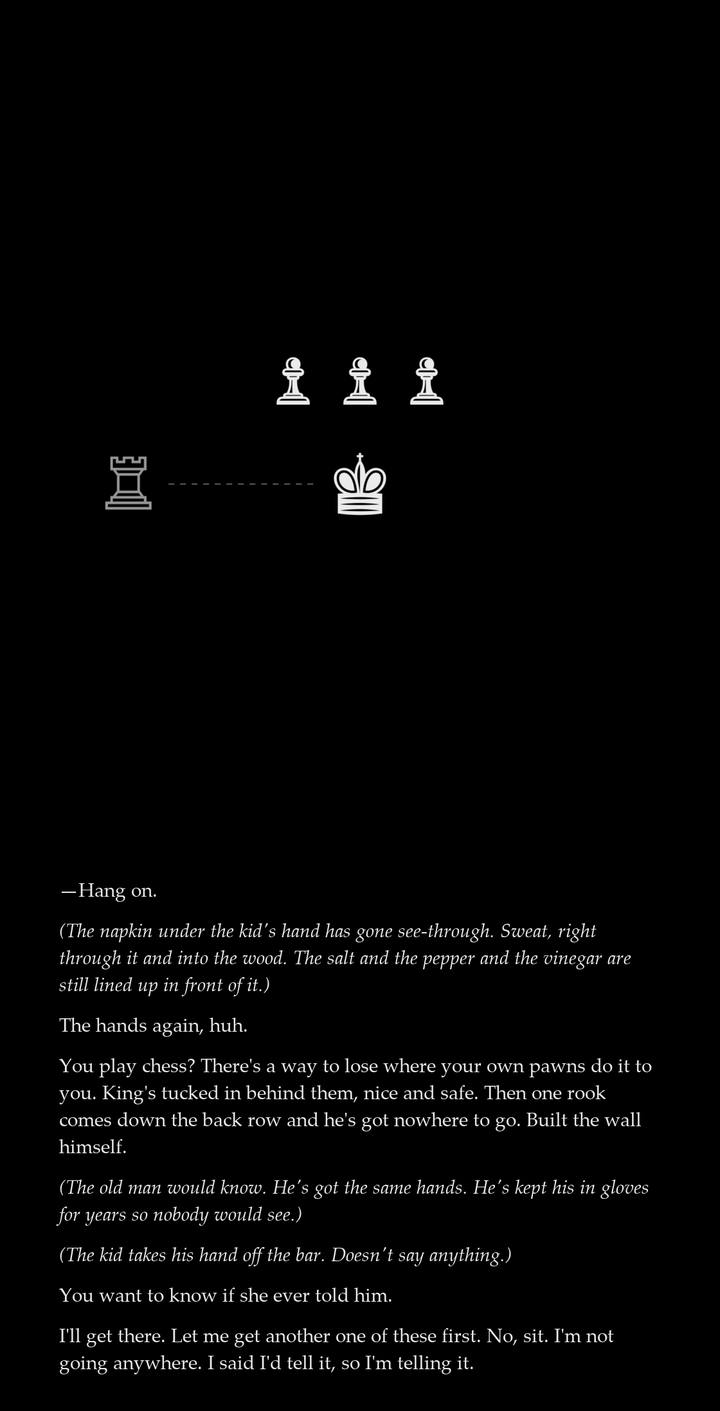 —Hang on.
(The napkin under the kid's hand has gone see-through. Sweat, right
through it and into the wood. The salt and the pepper and the vinegar are
still lined up in front of it.)
The hands again, huh.
You play chess? There's a way to lose where your own pawns do it to
you. King's tucked in behind them, nice and safe. Then one rook
comes down the back row and he's got nowhere to go. Built the wall
himself.
(The old man would know. He's got the same hands. He's kept his in gloves
for years so nobody would see.)
(The kid takes his hand off the bar. Doesn't say anything.)
You want to know if she ever told him.
I'll get there. Let me get another one of these first. No, sit. I'm not
going anywhere. I said I'd tell it, so I'm telling it.